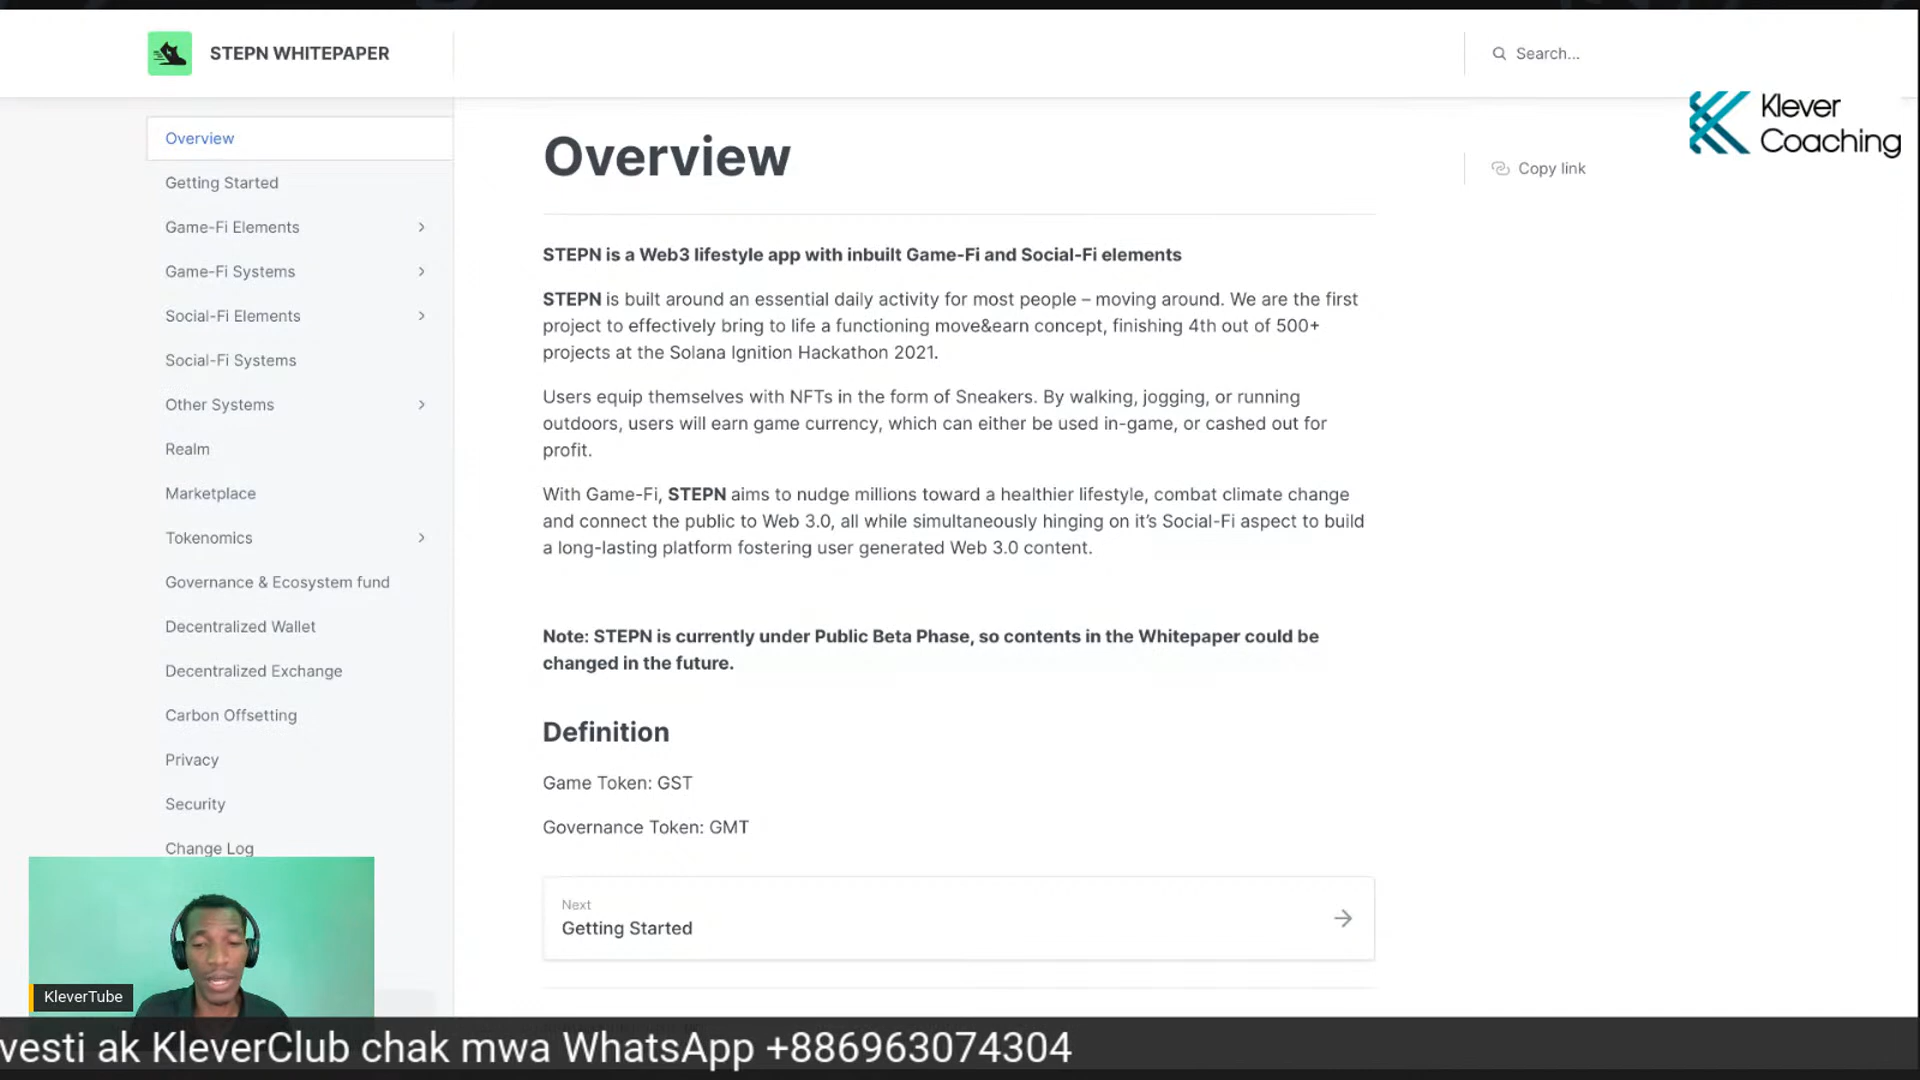 STEPN WHITEPAPER
Search...
Klever
Coaching
Overview
Getting Started
Game-Fi Elements
Game-Fi Systems
Social-Fi Elements
Social-Fi Systems
Other Systems
Realm
Marketplace
Tokenomics
Governance & Ecosystem fund
Decentralized Wallet
Decentralized Exchange
Carbon Offsetting
Privacy
Security
Change Log
Overview
Copy link
STEPN is a Web3 lifestyle app with inbuilt Game-Fi and Social-Fi elements
STEPN is built around an essential daily activity for most people – moving around. We are the first
project to effectively bring to life a functioning move&earn concept, finishing 4th out of 500+
projects at the Solana Ignition Hackathon 2021.
Users equip themselves with NFTs in the form of Sneakers. By walking, jogging, or running
outdoors, users will earn game currency, which can either be used in-game, or cashed out for
profit.
With Game-Fi, STEPN aims to nudge millions toward a healthier lifestyle, combat climate change
and connect the public to Web 3.0, all while simultaneously hinging on it's Social-Fi aspect to build
a long-lasting platform fostering user generated Web 3.0 content.
Note: STEPN is currently under Public Beta Phase, so contents in the Whitepaper could be
changed in the future.
Definition
Game Token: GST
Governance Token: GMT
Next
Getting Started
KleverTube
vesti ak KleverClub chak mwa WhatsApp +886963074304